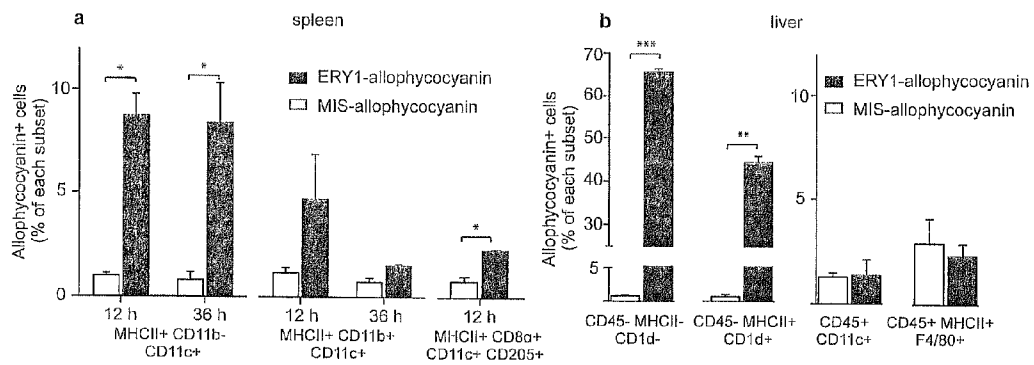 a
spleen
Allophycocyanin+ cells
(% of each subset)
10
5
0
*
*
*
ERY1-allophycocyanin
MIS-allophycocyanin
12 h
36 h
12 h
36 h
12 h
MHCII+ CD11b-
CD11c+
MHCII+ CD11b+
CD11c+
MHCII+ CD8α+
CD11c+ CD205+
b
liver
Allophycocyanin+ cells
(% of each subset)
70
60
50
40
30
5
***
**
10
5
ERY1-allophycocyanin
MIS-allophycocyanin
CD45- MHCII-
CD1d-
CD45- MHCII+
CD1d+
CD45+
CD11c+
CD45+ MHCII+
F4/80+